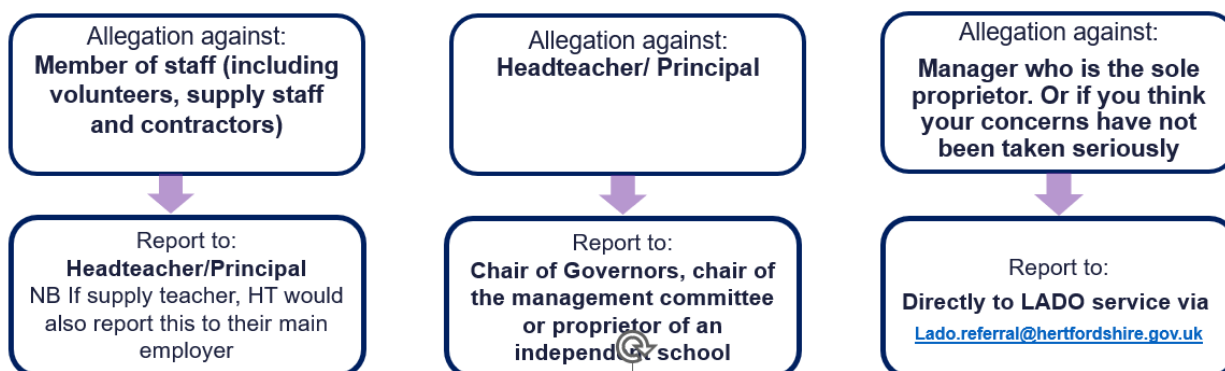 Allegation against:
Member of staff (including
volunteers, supply staff
and contractors)
Report to:
Headteacher/Principal
NB If supply teacher, HT would
also report this to their main
employer
Allegation against:
Headteacher/ Principal
Report to:
Chair of Governors, chair of
the management committee
or proprietor of an
independent school
Allegation against:
Manager who is the sole
proprietor. Or if you think
your concerns have not
been taken seriously
Report to:
Directly to LADO service via
Lado.referral@hertfordshire.gov.uk